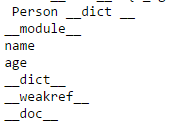 Person __dict __
__module__
name
age
__dict__
__weakref__
__doc__